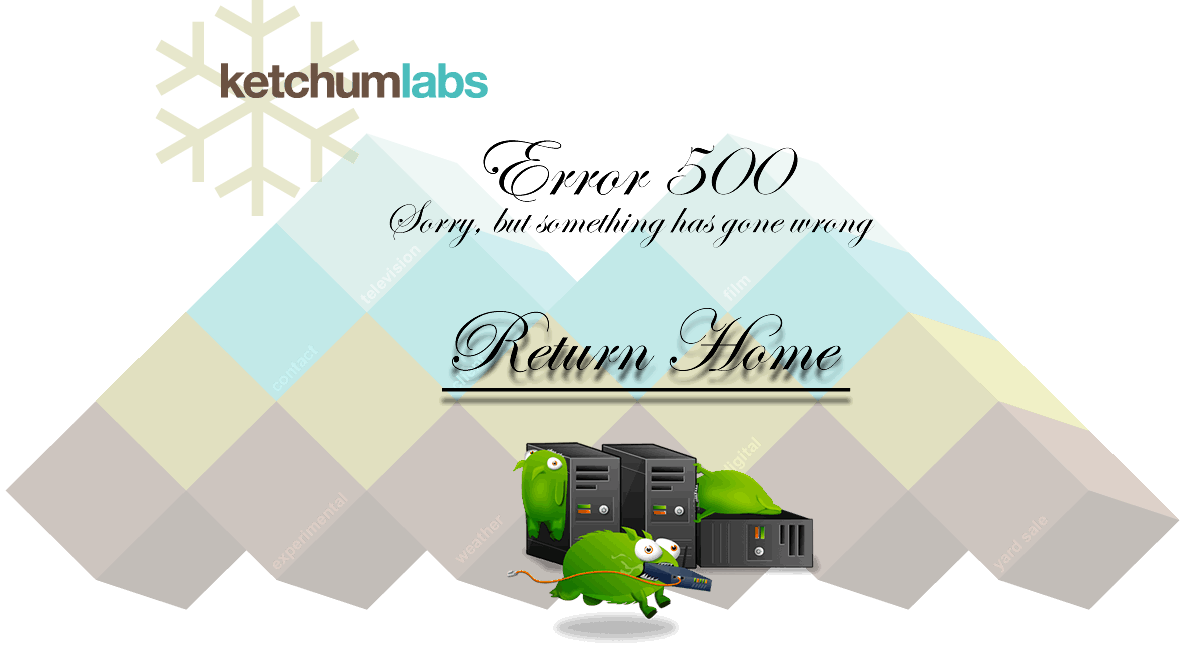 ketchumlabs
Error 500
Sorry, but something has gone wrong
television
film
Return Home
contact
digital
experimental
weather
yard sale